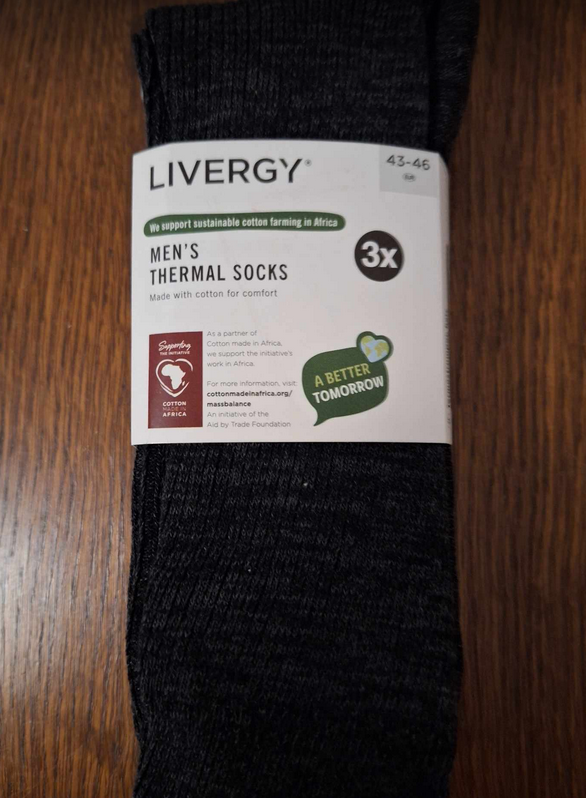 LIVERGY®
43-46
We support sustainable cotton farming in Africa
MEN'S
THERMAL SOCKS
3x
Made with cotton for comfort
Supporting
THE INITIATIVE
COTTON
MADE IN
AFRICA
As a partner of
Cotton made in Africa,
we support the initiative's
work in Africa.
For more information, visit:
cottonmadeinafrica.org/
massbalance
An initiative of the
Aid by Trade Foundation
A BETTER
TOMORROW